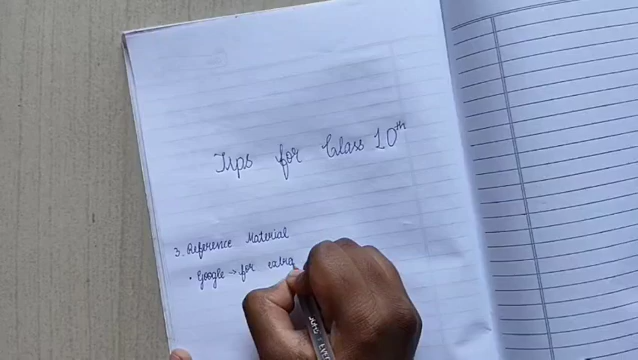 Tips for Class 10th
3. Reference Material
• Google → for extra